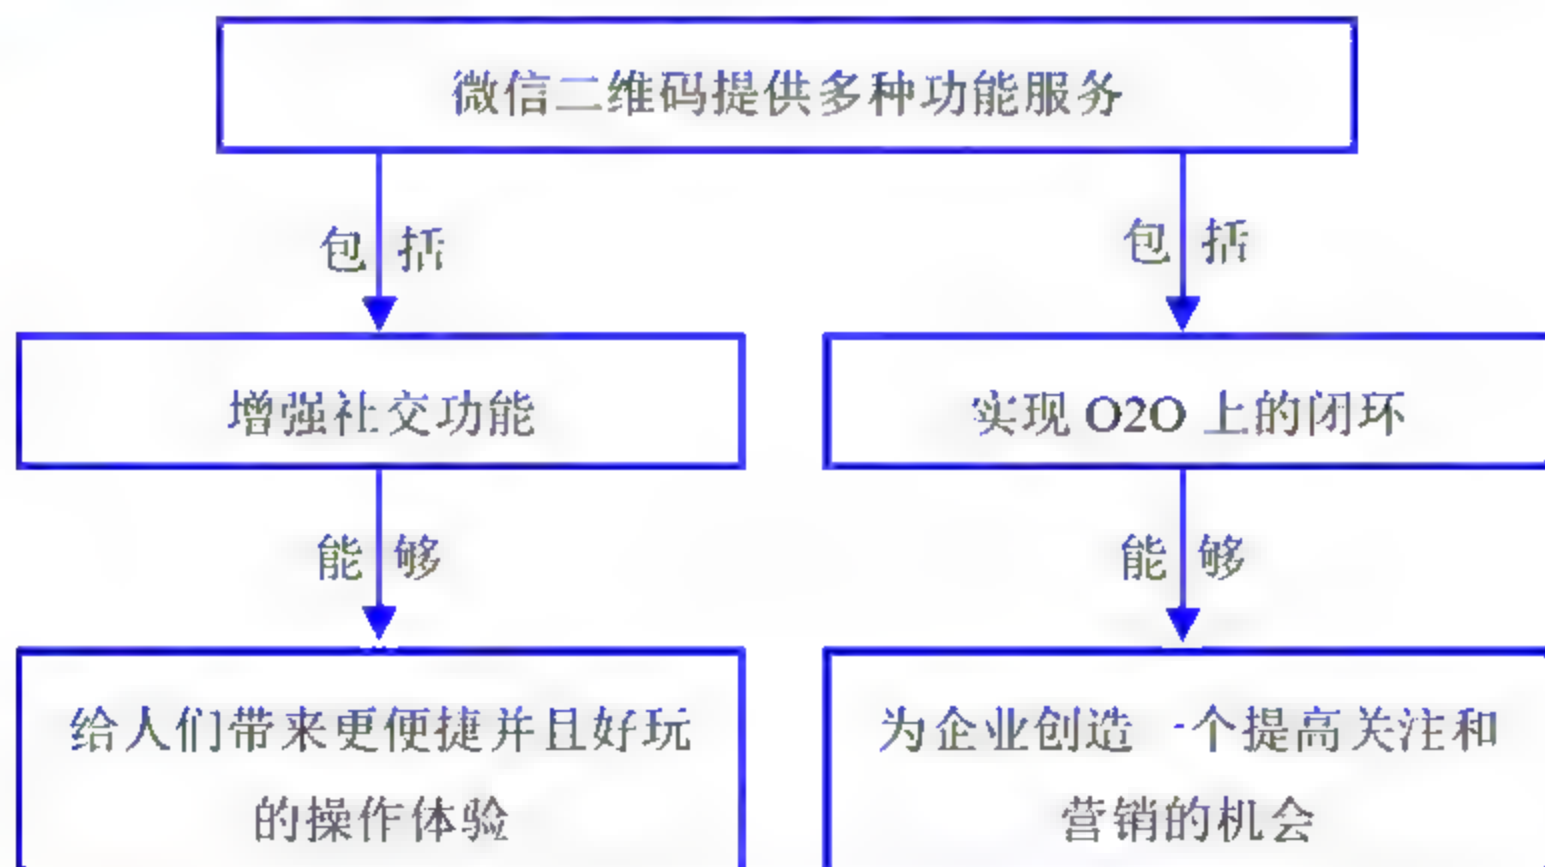 微信二维码提供多种功能服务
包括
包括
增强社交功能
实现 O2O 上的闭环
能够
能够
给人们带来更便捷并且好玩
的操作体验
为企业创造一个提高关注和
营销的机会